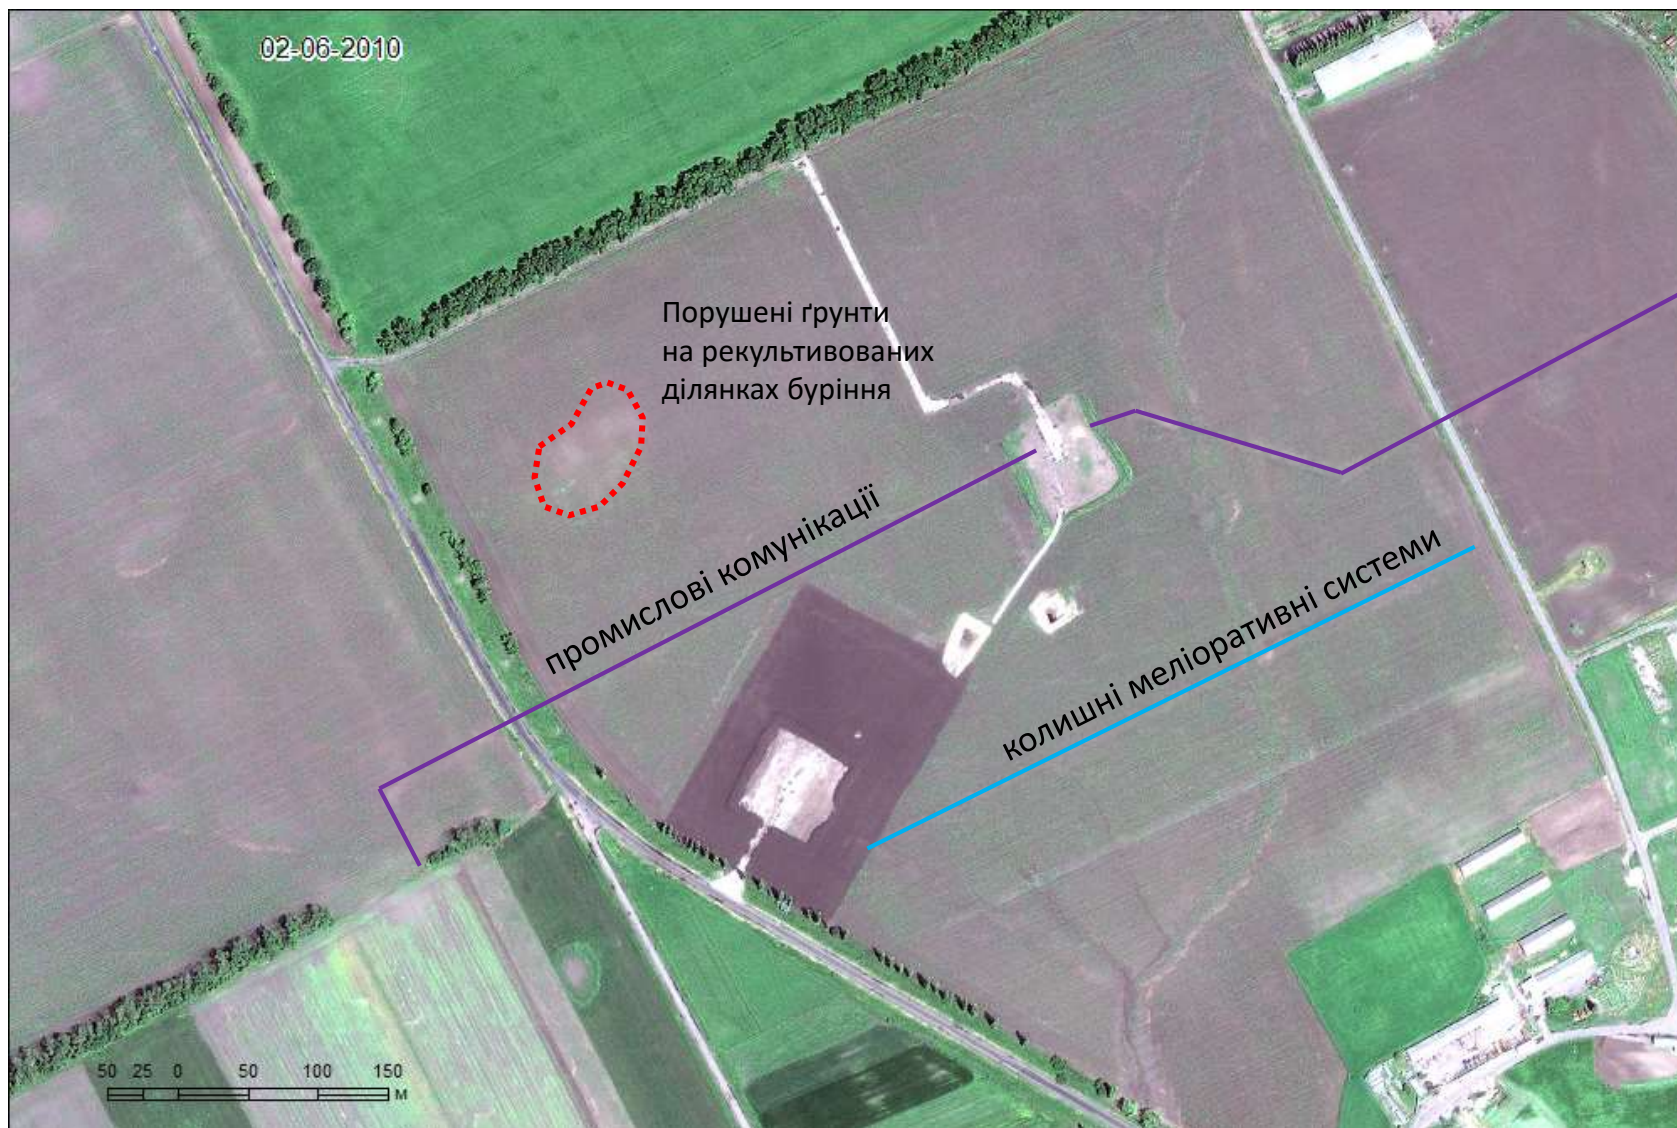 02-06-2010
Порушені ґрунти
на рекультивованих
ділянках буріння
промислові комунікації
колишні меліоративні системи
50 25 0 50 100 150
М